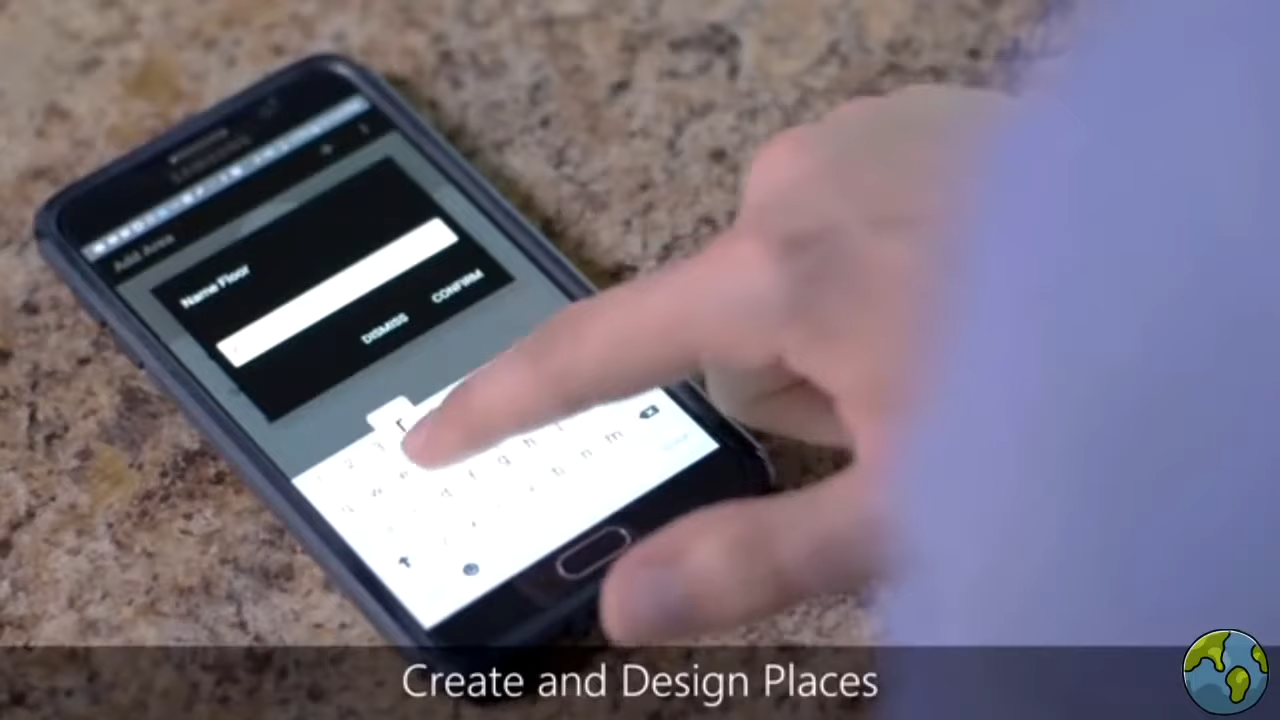 Add Area
Name Floor
DISMISS
CONFIRM
r
Create and Design Places